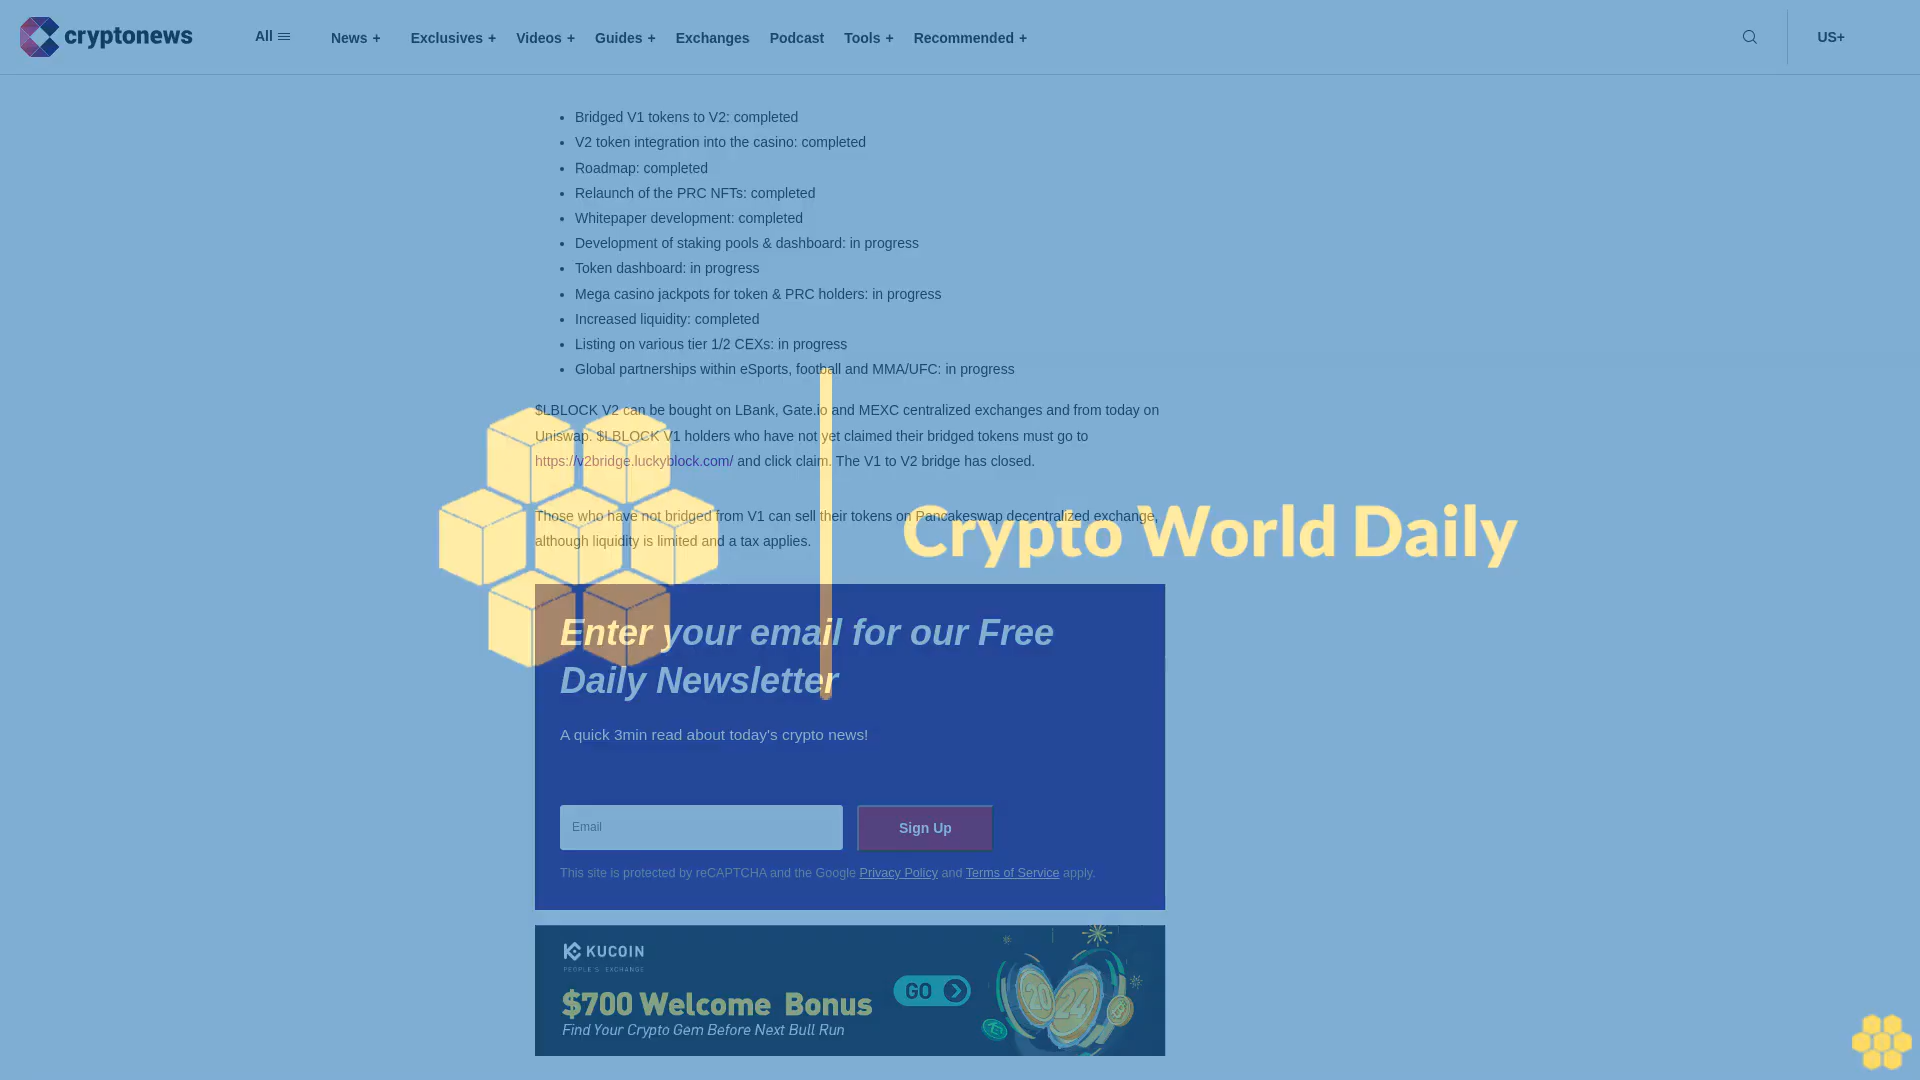 cryptonews
All
News +
Exclusives +
Videos +
Guides +
Exchanges
Podcast
Tools +
Recommended +
US+
• Bridged V1 tokens to V2: completed
• V2 token integration into the casino: completed
• Roadmap: completed
• Relaunch of the PRC NFTs: completed
• Whitepaper development: completed
• Development of staking pools & dashboard: in progress
• Token dashboard: in progress
• Mega casino jackpots for token & PRC holders: in progress
• Increased liquidity: completed
• Listing on various tier 1/2 CEXs: in progress
• Global partnerships within eSports, football and MMA/UFC: in progress
$LBLOCK V2 can be bought on LBank, Gate.io and MEXC centralized exchanges and from today on
Uniswap. $LBLOCK V1 holders who have not yet claimed their bridged tokens must go to
https://v2bridge.luckyblock.com/ and click claim. The V1 to V2 bridge has closed.
Those who have not bridged from V1 can sell their tokens on Pancakeswap decentralized exchange,
although liquidity is limited and a tax applies.
Crypto World Daily
Enter your email for our Free
Daily Newsletter
A quick 3min read about today's crypto news!
Email
Sign Up
This site is protected by reCAPTCHA and the Google Privacy Policy and Terms of Service apply.
KUCOIN
PEOPLE'S EXCHANGE
$700 Welcome Bonus
Find Your Crypto Gem Before Next Bull Run
GO
20
24